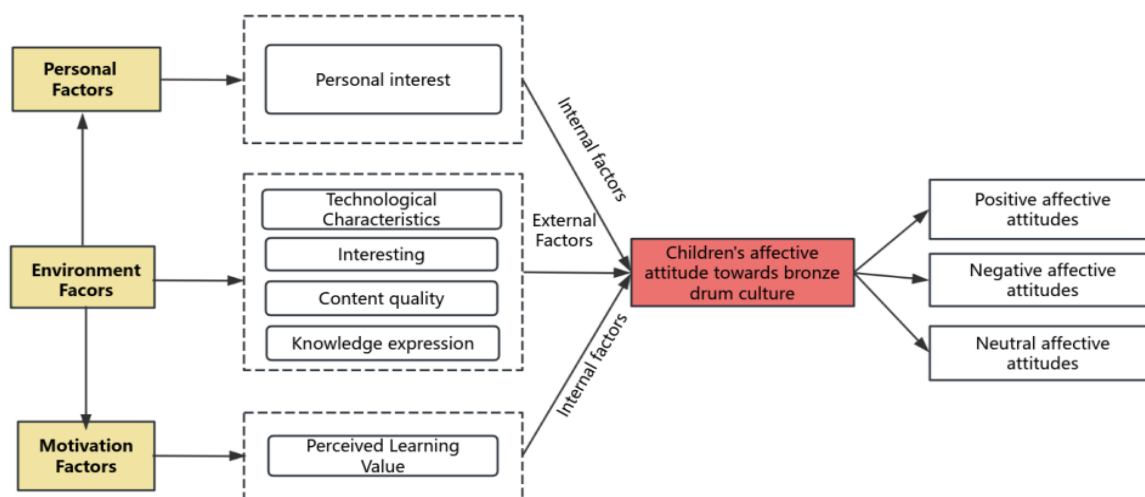 Personal
Factors
Personal interest
Internal factors
Technological
Characteristics
Interesting
Content quality
Knowledge expression
Environment
Facors
External
Factors
Children's affective
attitude towards bronze
drum culture
Positive affective
attitudes
Negative affective
attitudes
Neutral affective
attitudes
Internal factors
Motivation
Factors
Perceived Learning
Value